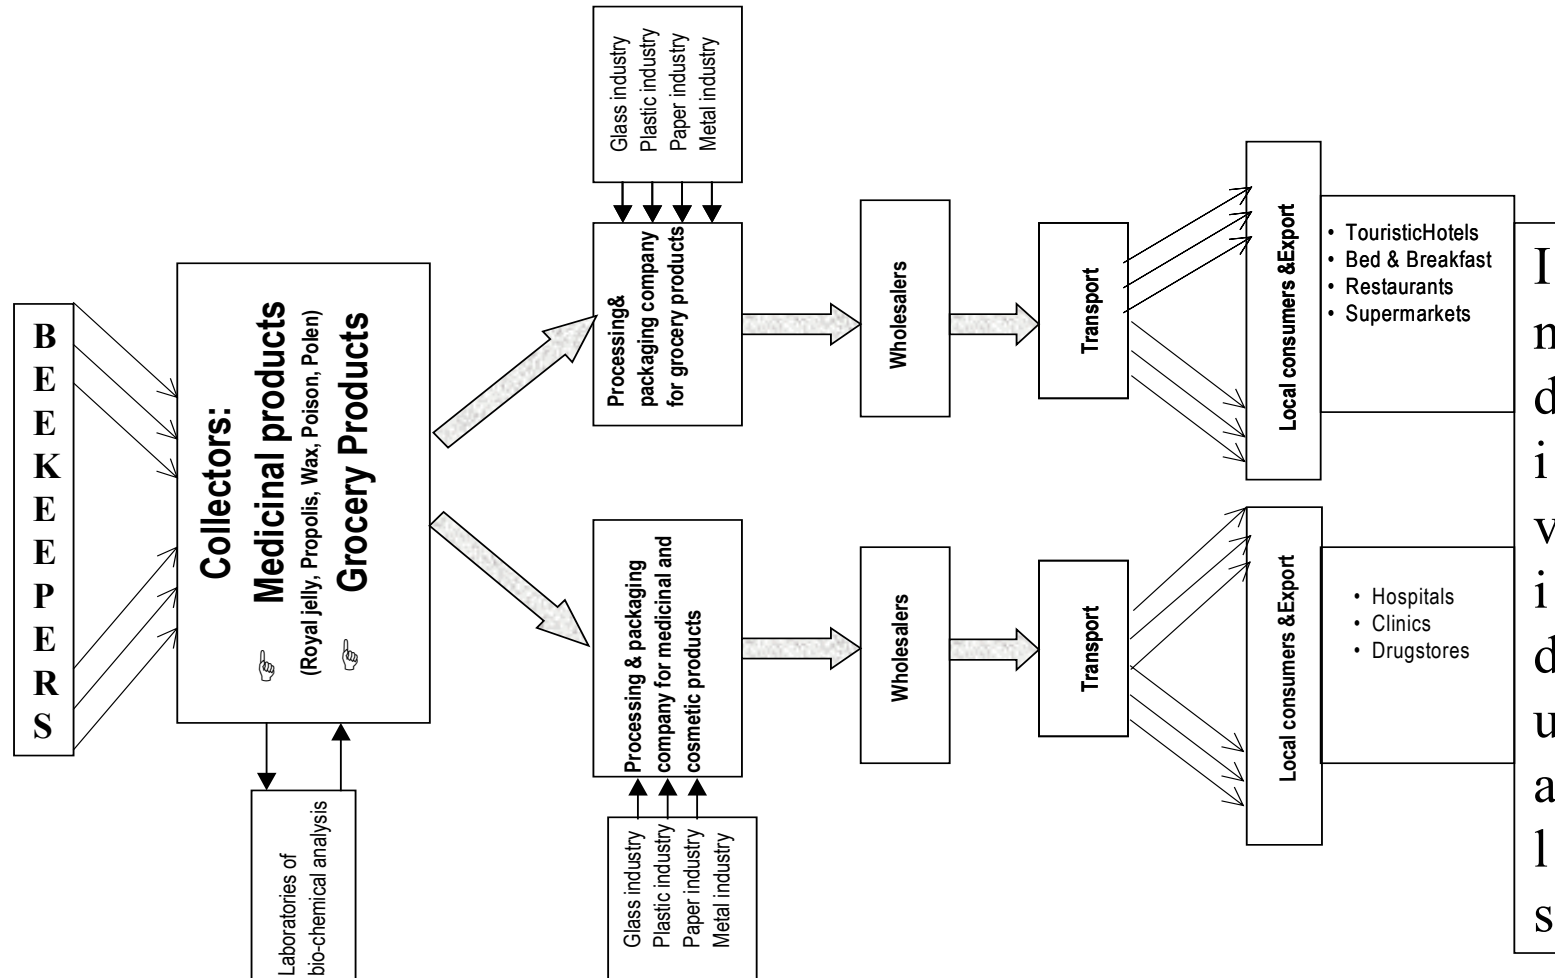 BEEKEEPERS
Collectors:
☞ Medicinal products
(Royal jelly, Propolis, Wax, Poison, Polen)
☞ Grocery Products
Laboratories of
bio-chemical analysis
Glass industry
Plastic industry
Paper industry
Metal industry
Processing&
packaging company
for grocery products
Wholesalers
Transport
Local consumers &Export
• TouristicHotels
• Bed & Breakfast
• Restaurants
• Supermarkets
Processing & packaging
company for medicinal and
cosmetic products
Glass industry
Plastic industry
Paper industry
Metal industry
Wholesalers
Transport
Local consumers &Export
• Hospitals
• Clinics
• Drugstores
Individuals